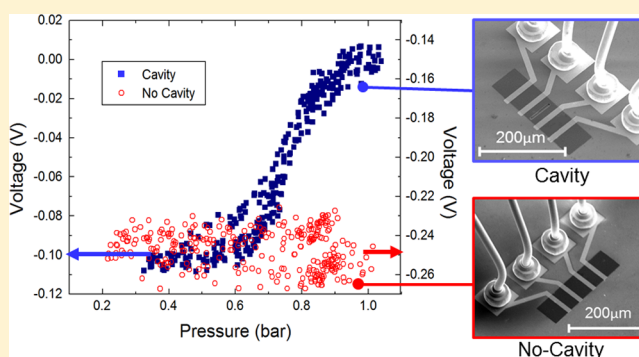 0.02
0.00
-0.02
-0.04
-0.06
-0.08
-0.10
-0.12
Voltage (V)
Cavity
No Cavity
0.2 0.4 0.6 0.8 1.0
Pressure (bar)
-0.14
-0.16
-0.18
-0.20
-0.22
-0.24
-0.26
Voltage (V)
200μm
Cavity
200μm
No-Cavity